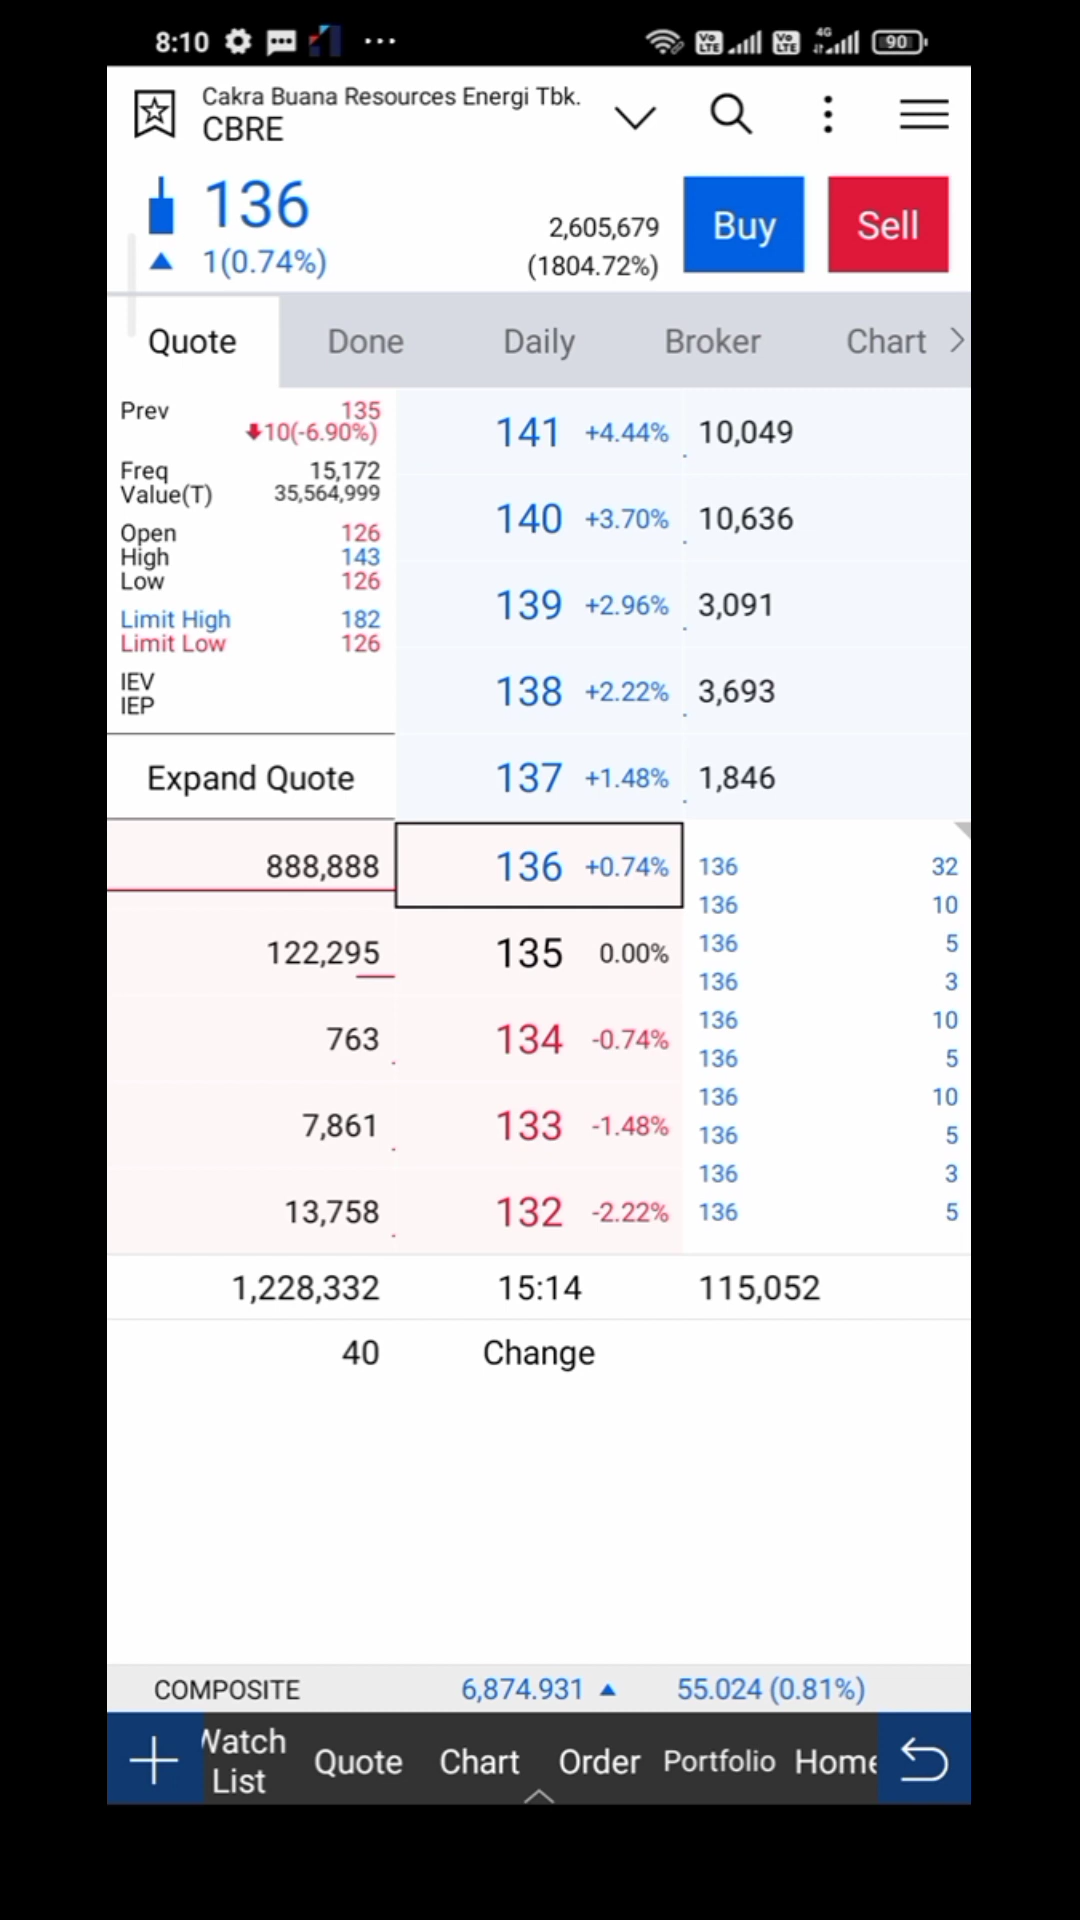 8:10 ... Vo LTE Vo LTE 4G 90
Cakra Buana Resources Energi Tbk.
CBRE
136
1(0.74%)
2,605,679
(1804.72%)
Buy
Sell
Quote Done Daily Broker Chart >
Prev 135
10(-6.90%)
Freq 15,172
Value(T) 35,564,999
Open 126
High 143
Low 126
Limit High 182
Limit Low 126
IEV
IEP
Expand Quote
141 +4.44% 10,049
140 +3.70% 10,636
139 +2.96% 3,091
138 +2.22% 3,693
137 +1.48% 1,846
888,888 136 +0.74%
122,295 135 0.00%
763 134 -0.74%
7,861 133 -1.48%
13,758 132 -2.22%
136 32
136 10
136 5
136 3
136 10
136 5
136 10
136 5
136 3
136 5
1,228,332 15:14 115,052
40 Change
COMPOSITE 6,874.931 55.024 (0.81%)
Watch List Quote Chart Order Portfolio Home